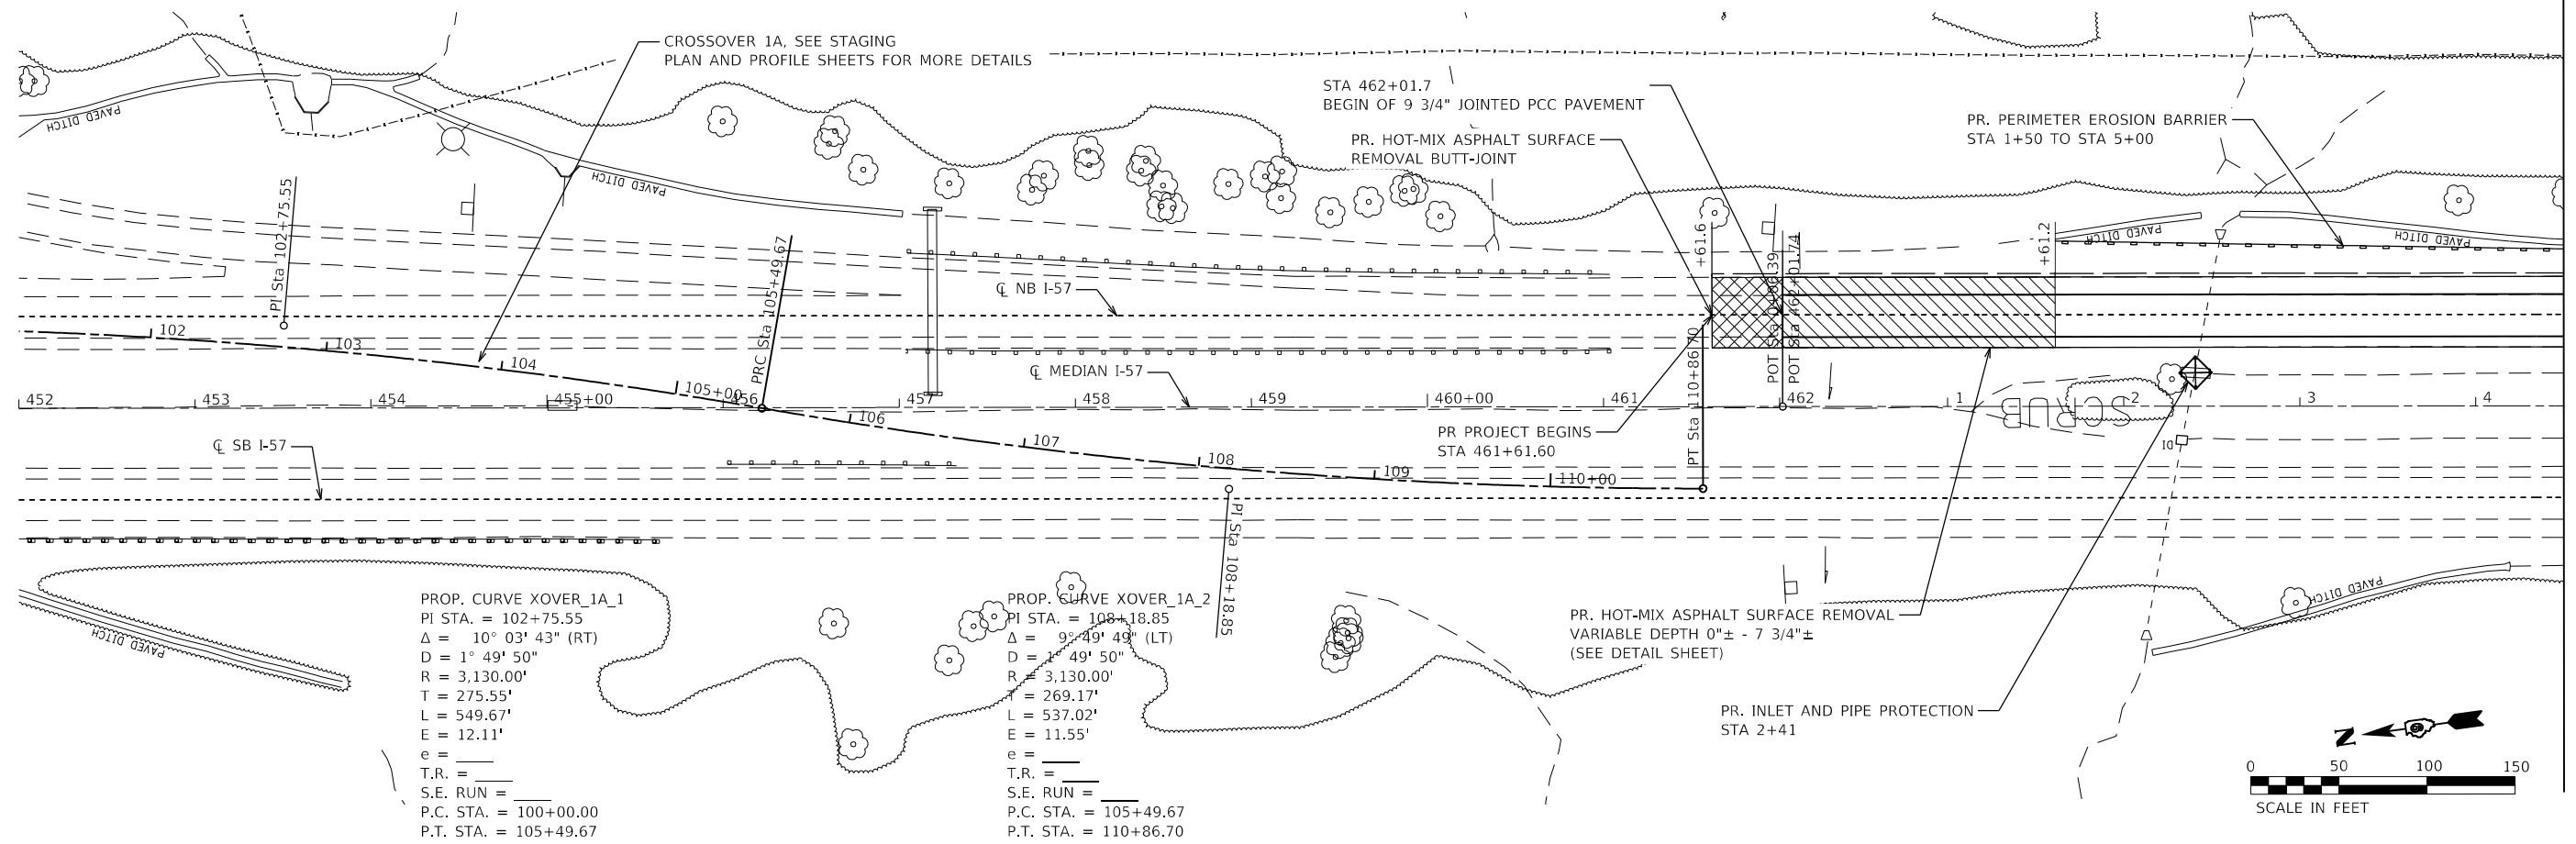 CROSSOVER 1A, SEE STAGING
PLAN AND PROFILE SHEETS FOR MORE DETAILS
STA 462+01.7
BEGIN OF 9 3/4" JOINTED PCC PAVEMENT
PR. HOT-MIX ASPHALT SURFACE
REMOVAL BUTT-JOINT
PR. PERIMETER EROSION BARRIER
STA 1+50 TO STA 5+00
PAVED DITCH
PAVED DITCH
PAVED DITCH
PAVED DITCH
PI Sta 102+75.55
PRC Sta 105+49.67
+61.6
+61.2
POT Sta 462+01.74
℄ NB I-57
102
103
104
105+00
106
107
108
109
110+00
℄ MEDIAN I-57
452
453
454
455+00
456
457
458
459
460+00
461
462
1
2
3
4
SCRUB
DI
℄ SB I-57
PR PROJECT BEGINS
STA 461+61.60
PT Sta 110+86.70
PI Sta 108+18.85
PAVED DITCH
PAVED DITCH
PROP. CURVE XOVER_1A_1
PI STA. = 102+75.55
Δ = 10° 03' 43" (RT)
D = 1° 49' 50"
R = 3,130.00'
T = 275.55'
L = 549.67'
E = 12.11'
e = ____
T.R. = ____
S.E. RUN = ____
P.C. STA. = 100+00.00
P.T. STA. = 105+49.67
PROP. CURVE XOVER_1A_2
PI STA. = 108+18.85
Δ = 9° 49' 49" (LT)
D = 1° 49' 50"
R = 3,130.00'
T = 269.17'
L = 537.02'
E = 11.55'
e = ____
T.R. = ____
S.E. RUN = ____
P.C. STA. = 105+49.67
P.T. STA. = 110+86.70
PR. HOT-MIX ASPHALT SURFACE REMOVAL
VARIABLE DEPTH 0"± - 7 3/4"±
(SEE DETAIL SHEET)
PR. INLET AND PIPE PROTECTION
STA 2+41
N
0 50 100 150
SCALE IN FEET